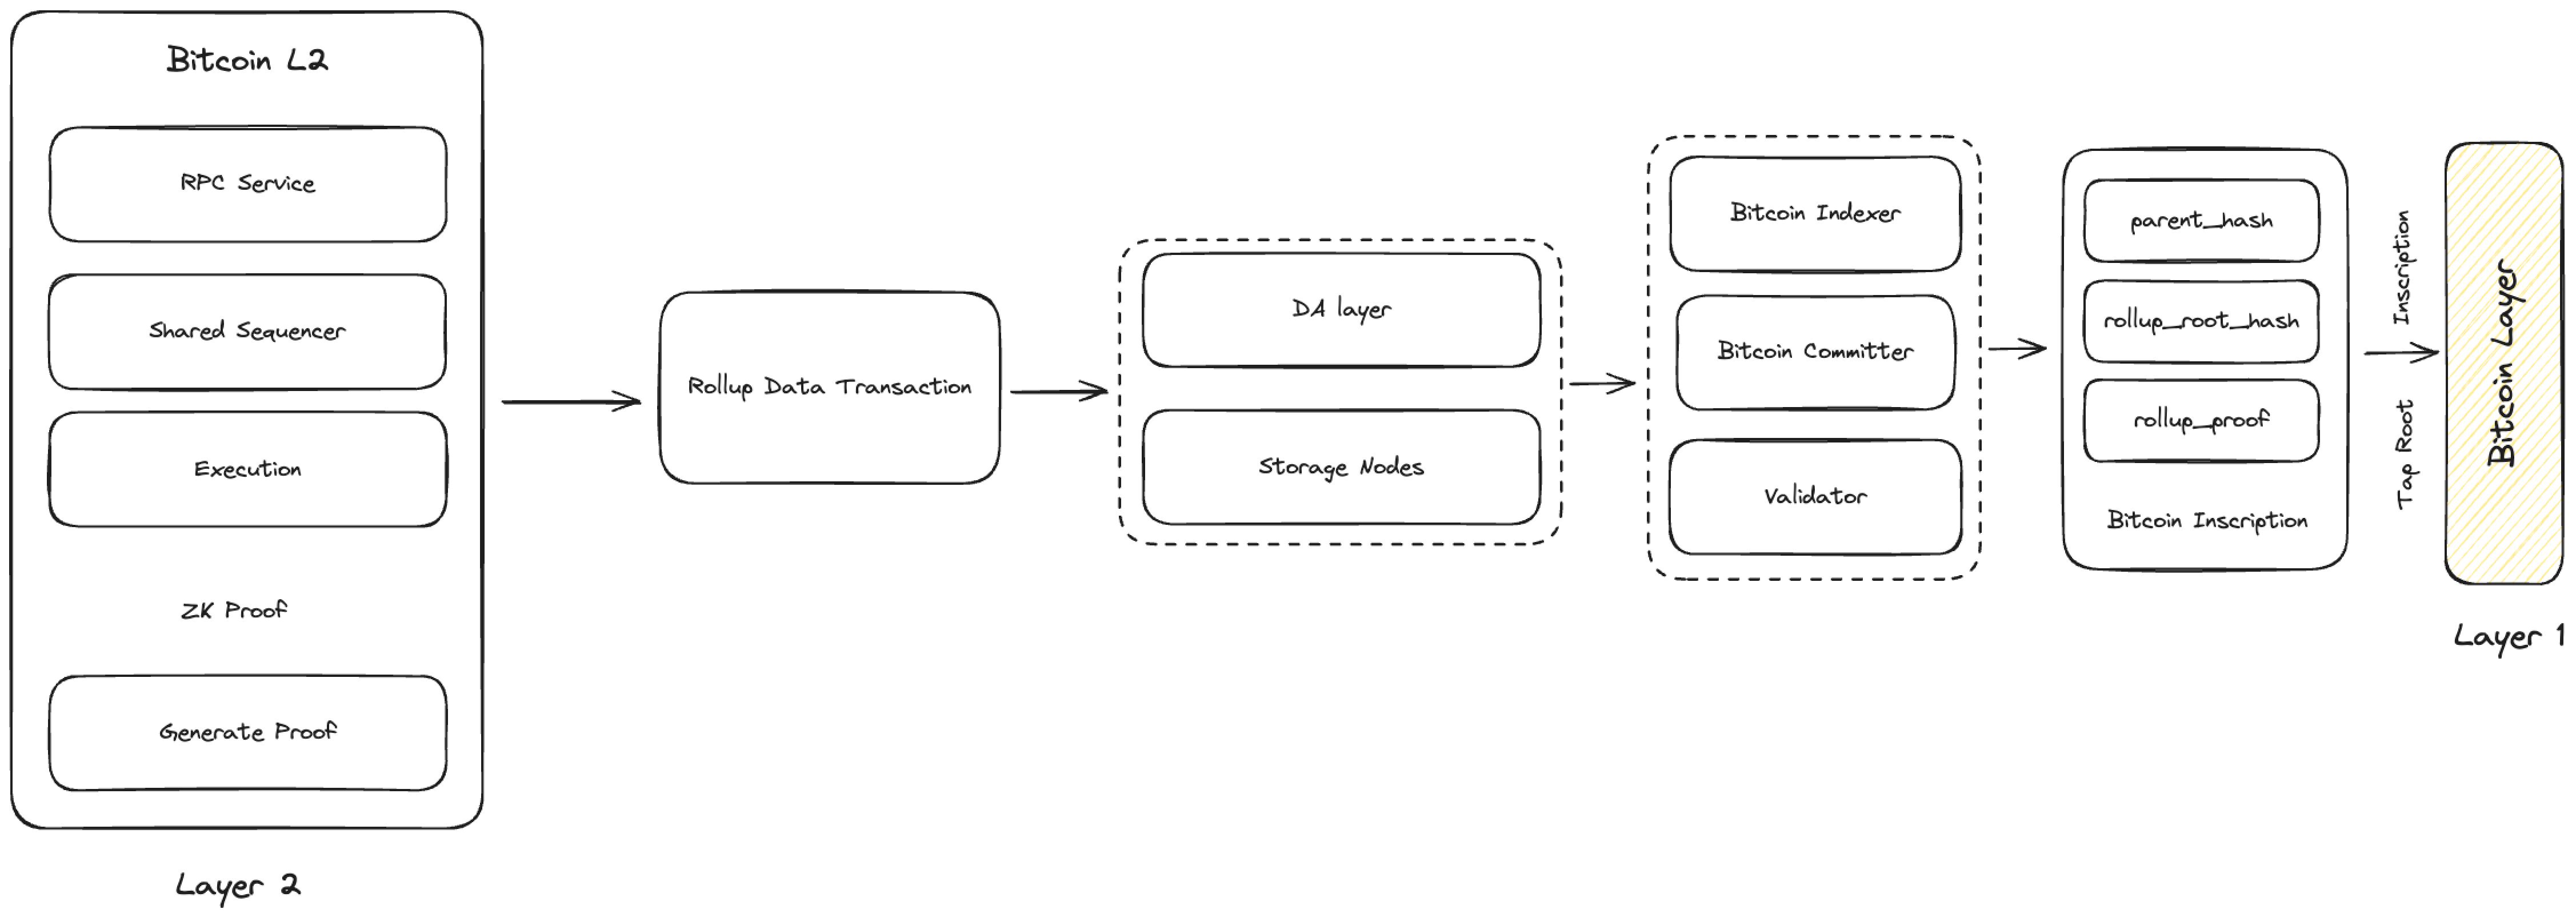 Bitcoin L2
RPC Service
Shared Sequencer
Execution
ZK Proof
Generate Proof
Layer 2
Rollup Data Transaction
DA layer
Storage Nodes
Bitcoin Indexer
Bitcoin Committer
Validator
parent_hash
rollup_root_hash
rollup_proof
Bitcoin Inscription
Tap Root Inscription
Bitcoin Layer
Layer 1